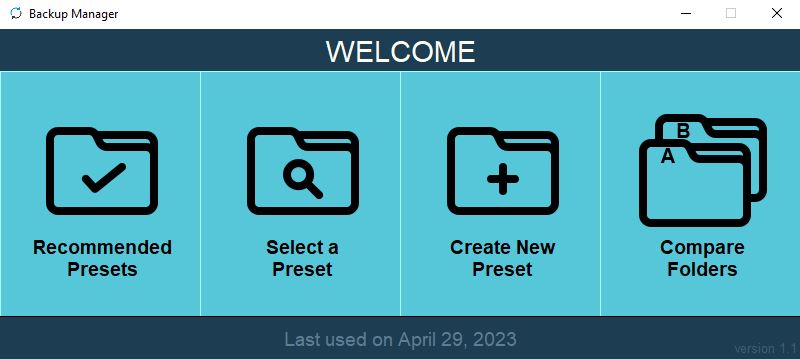 Backup Manager
WELCOME
B
A
Recommended
Presets
Select a
Preset
Create New
Preset
Compare
Folders
Last used on April 29, 2023
version 1.1